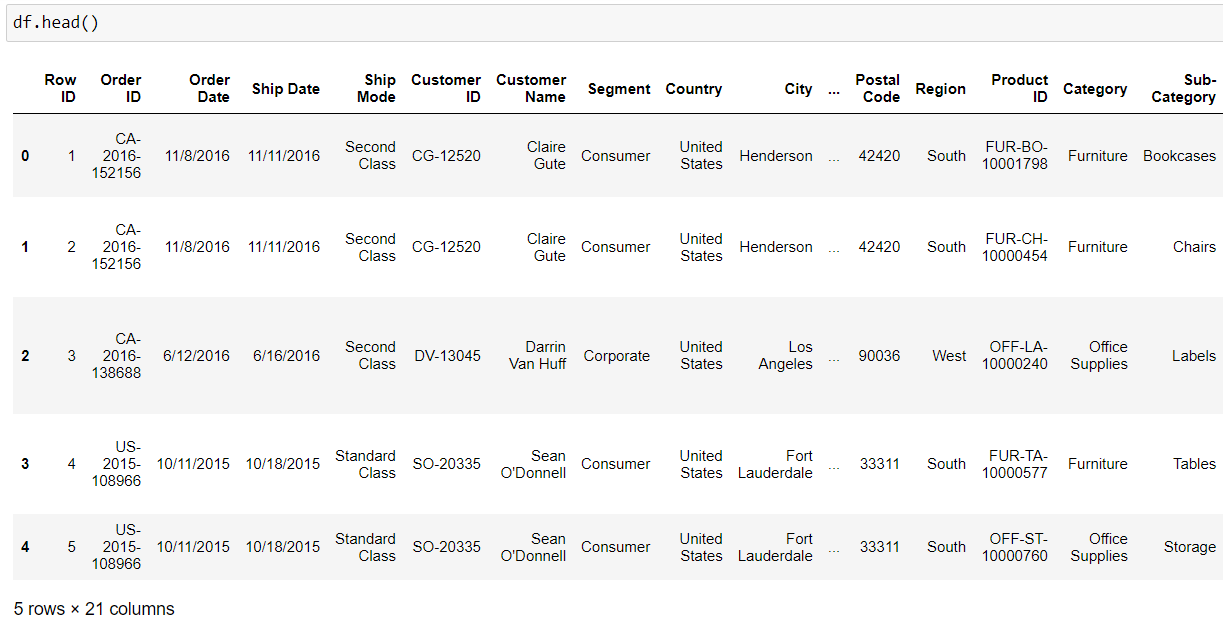 df.head()
Row ID Order ID Order Date Ship Date Ship Mode Customer ID Customer Name Segment Country City ... Postal Code Region Product ID Category Sub-Category
0 1 CA-2016-152156 11/8/2016 11/11/2016 Second Class CG-12520 Claire Gute Consumer United States Henderson ... 42420 South FUR-BO-10001798 Furniture Bookcases
1 2 CA-2016-152156 11/8/2016 11/11/2016 Second Class CG-12520 Claire Gute Consumer United States Henderson ... 42420 South FUR-CH-10000454 Furniture Chairs
2 3 CA-2016-138688 6/12/2016 6/16/2016 Second Class DV-13045 Darrin Van Huff Corporate United States Los Angeles ... 90036 West OFF-LA-10000240 Office Supplies Labels
3 4 US-2015-108966 10/11/2015 10/18/2015 Standard Class SO-20335 Sean O'Donnell Consumer United States Fort Lauderdale ... 33311 South FUR-TA-10000577 Furniture Tables
4 5 US-2015-108966 10/11/2015 10/18/2015 Standard Class SO-20335 Sean O'Donnell Consumer United States Fort Lauderdale ... 33311 South OFF-ST-10000760 Office Supplies Storage
5 rows × 21 columns